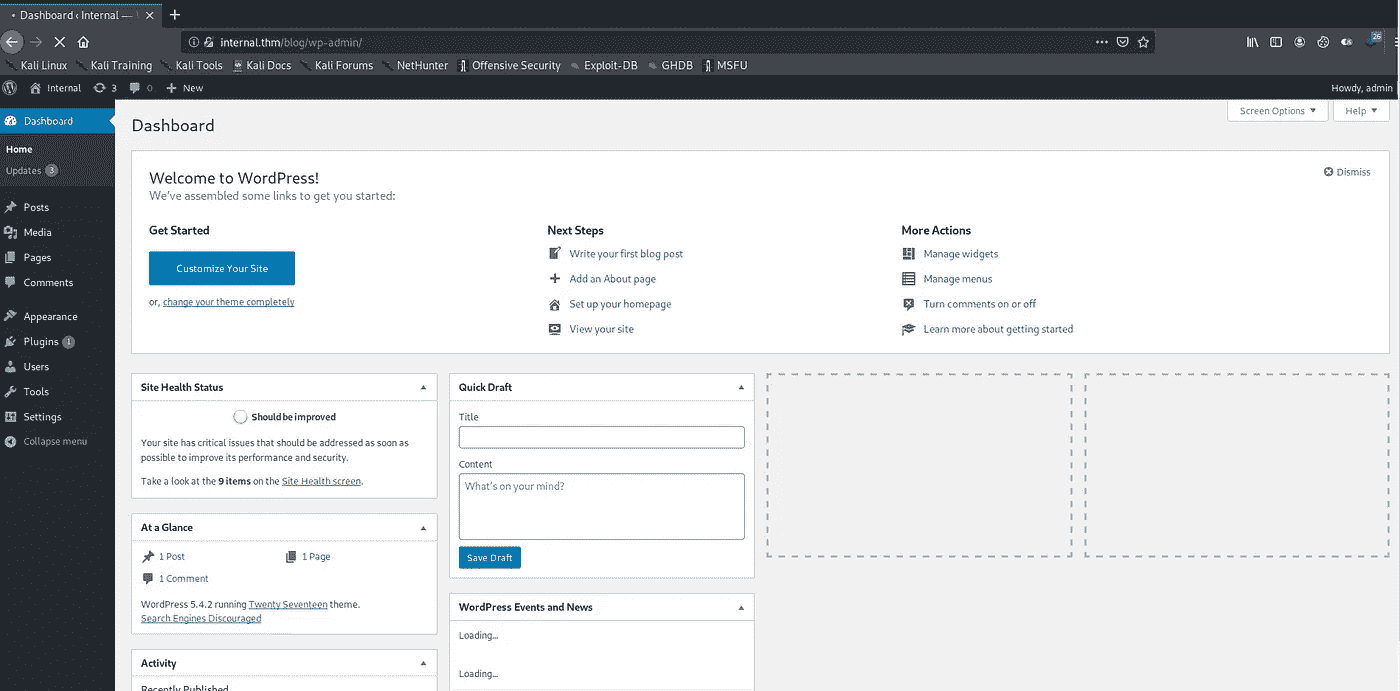 Dashboard ‹ Internal —
internal.thm/blog/wp-admin/
26
Kali Linux Kali Training Kali Tools Kali Docs Kali Forums NetHunter Offensive Security Exploit-DB GHDB MSFU
Internal 3 0 New Howdy, admin
Screen Options Help
Dashboard
Home
Updates 3
Posts
Media
Pages
Comments
Appearance
Plugins 1
Users
Tools
Settings
Collapse menu
Dashboard
Welcome to WordPress!
Dismiss
We've assembled some links to get you started:
Get Started
Customize Your Site
or, change your theme completely
Next Steps
Write your first blog post
Add an About page
Set up your homepage
View your site
More Actions
Manage widgets
Manage menus
Turn comments on or off
Learn more about getting started
Site Health Status
Should be improved
Your site has critical issues that should be addressed as soon as
possible to improve its performance and security.
Take a look at the 9 items on the Site Health screen.
At a Glance
1 Post 1 Page
1 Comment
WordPress 5.4.2 running Twenty Seventeen theme.
Search Engines Discouraged
Activity
Recently Published
Quick Draft
Title
Content
What's on your mind?
Save Draft
WordPress Events and News
Loading...
Loading...